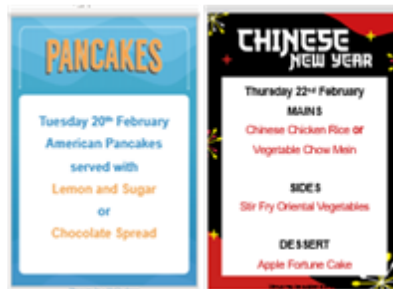 PANCAKES
Tuesday 20th February
American Pancakes
served with
Lemon and Sugar
or
Chocolate Spread
CHINESE
NEW YEAR
Thursday 22nd February
MAINS
Chinese Chicken Rice or
Vegetable Chow Mein
SIDES
Stir Fry Oriental Vegetables
DESSERT
Apple Fortune Cake